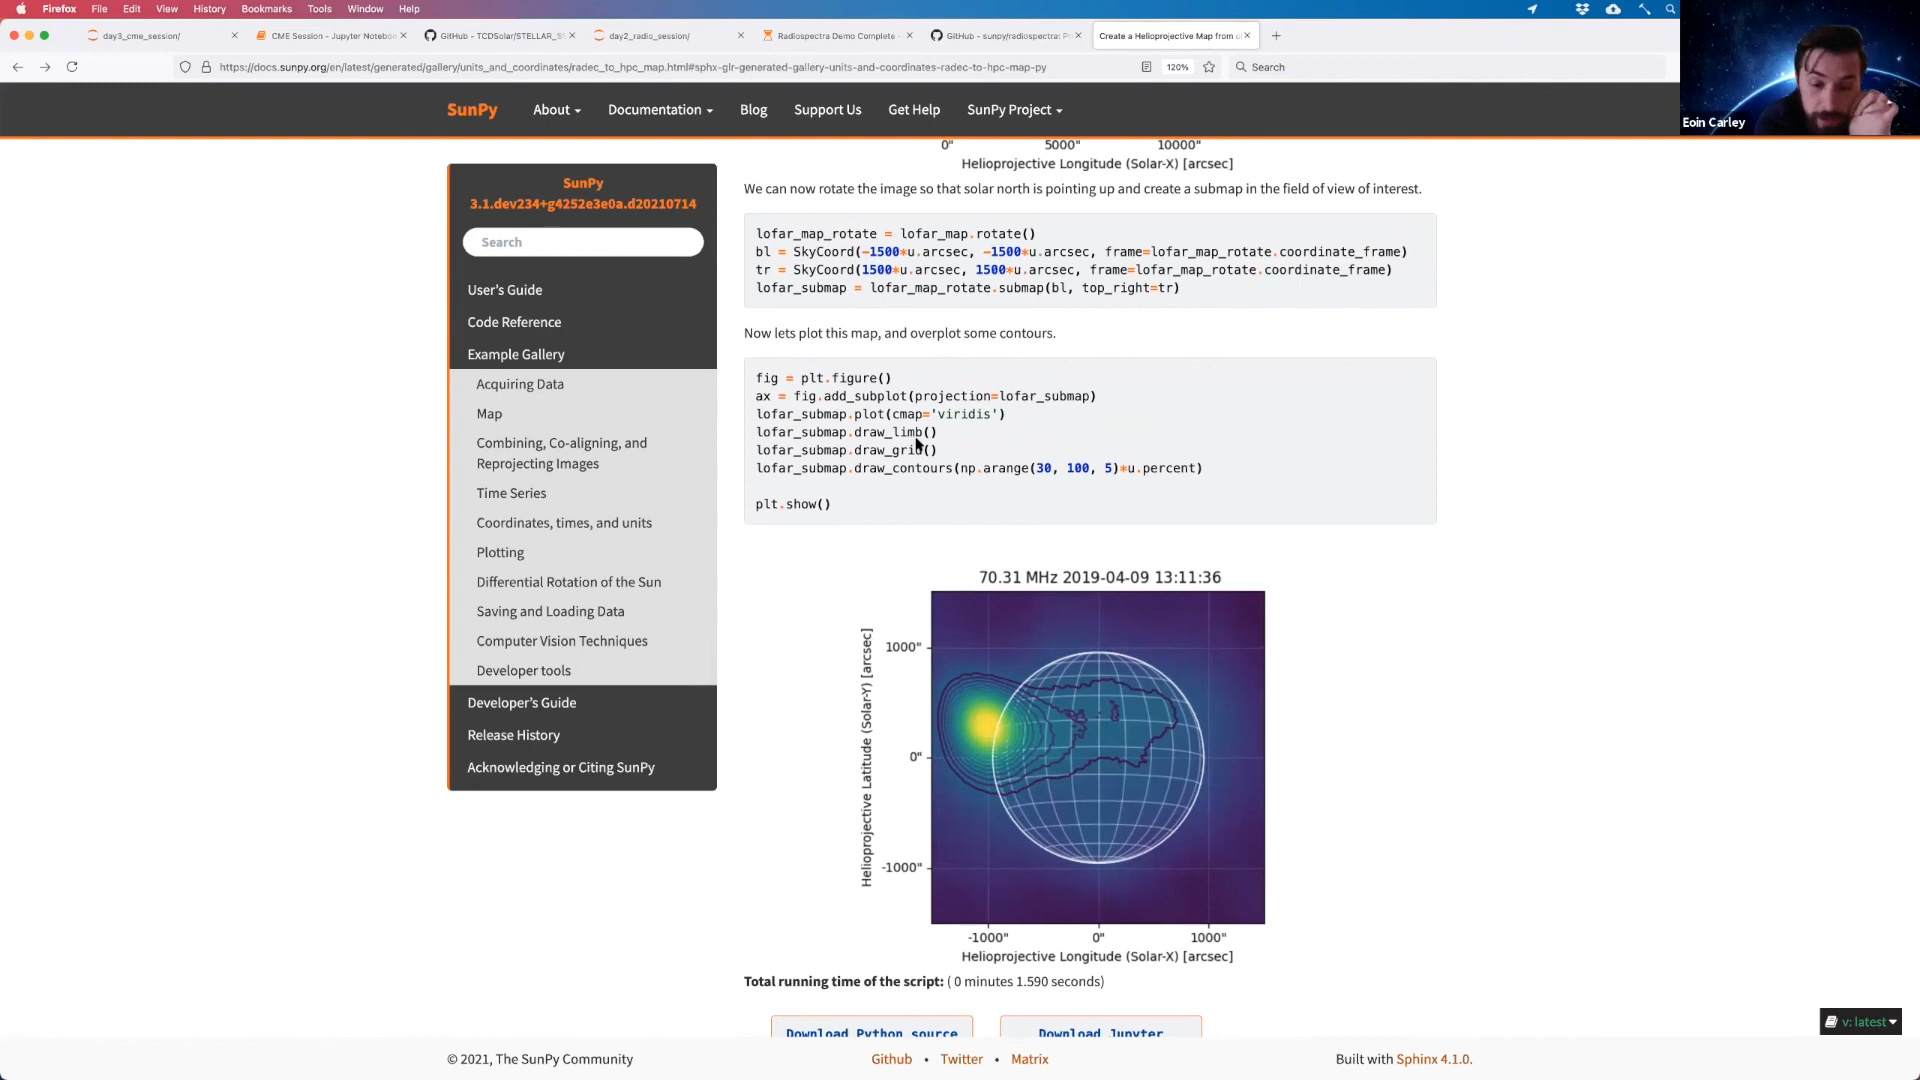 Firefox File Edit View History Bookmarks Tools Window Help
day3_cme_session/
CME Session - Jupyter Noteboo
GitHub - TCDSolar/STELLAR_S
day2_radio_session/
Radiospectra Demo Complete -
GitHub - sunpy/radiospectra: P
Create a Helioprojective Map from o
https://docs.sunpy.org/en/latest/generated/gallery/units_and_coordinates/radec_to_hpc_map.html#sphx-glr-generated-gallery-units-and-coordinates-radec-to-hpc-map-py
120%
Search
Eoin Carley
SunPy About Documentation Blog Support Us Get Help SunPy Project
0" 5000" 10000"
Helioprojective Longitude (Solar-X) [arcsec]
SunPy
3.1.dev234+g4252e3e0a.d20210714
Search
User's Guide
Code Reference
Example Gallery
Acquiring Data
Map
Combining, Co-aligning, and
Reprojecting Images
Time Series
Coordinates, times, and units
Plotting
Differential Rotation of the Sun
Saving and Loading Data
Computer Vision Techniques
Developer tools
Developer's Guide
Release History
Acknowledging or Citing SunPy
We can now rotate the image so that solar north is pointing up and create a submap in the field of view of interest.
lofar_map_rotate = lofar_map.rotate()
bl = SkyCoord(-1500*u.arcsec, -1500*u.arcsec, frame=lofar_map_rotate.coordinate_frame)
tr = SkyCoord(1500*u.arcsec, 1500*u.arcsec, frame=lofar_map_rotate.coordinate_frame)
lofar_submap = lofar_map_rotate.submap(bl, top_right=tr)
Now lets plot this map, and overplot some contours.
fig = plt.figure()
ax = fig.add_subplot(projection=lofar_submap)
lofar_submap.plot(cmap='viridis')
lofar_submap.draw_limb()
lofar_submap.draw_grid()
lofar_submap.draw_contours(np.arange(30, 100, 5)*u.percent)
plt.show()
70.31 MHz 2019-04-09 13:11:36
Helioprojective Latitude (Solar-Y) [arcsec]
1000"
0"
-1000"
-1000" 0" 1000"
Helioprojective Longitude (Solar-X) [arcsec]
Total running time of the script: ( 0 minutes 1.590 seconds)
Download Python source
Download Jupyter
v: latest
© 2021, The SunPy Community
Github • Twitter • Matrix
Built with Sphinx 4.1.0.